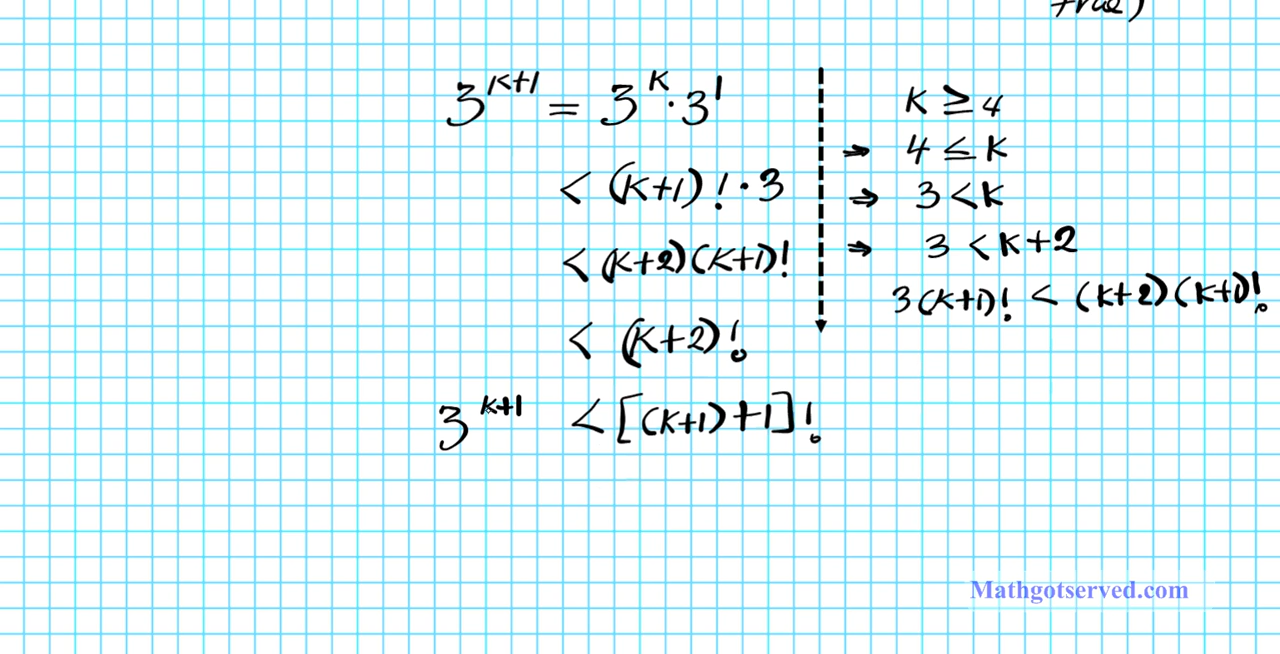 true)
3^{k+1} = 3^k · 3^1
< (k+1)! · 3
< (k+2)(k+1)!
< (k+2)!
3^{k+1} < [(k+1)+1]!
k ≥ 4
→ 4 ≤ k
⇒ 3 < k
⇒ 3 < k+2
3(k+1)! < (k+2)(k+1)!
Mathgotserved.com